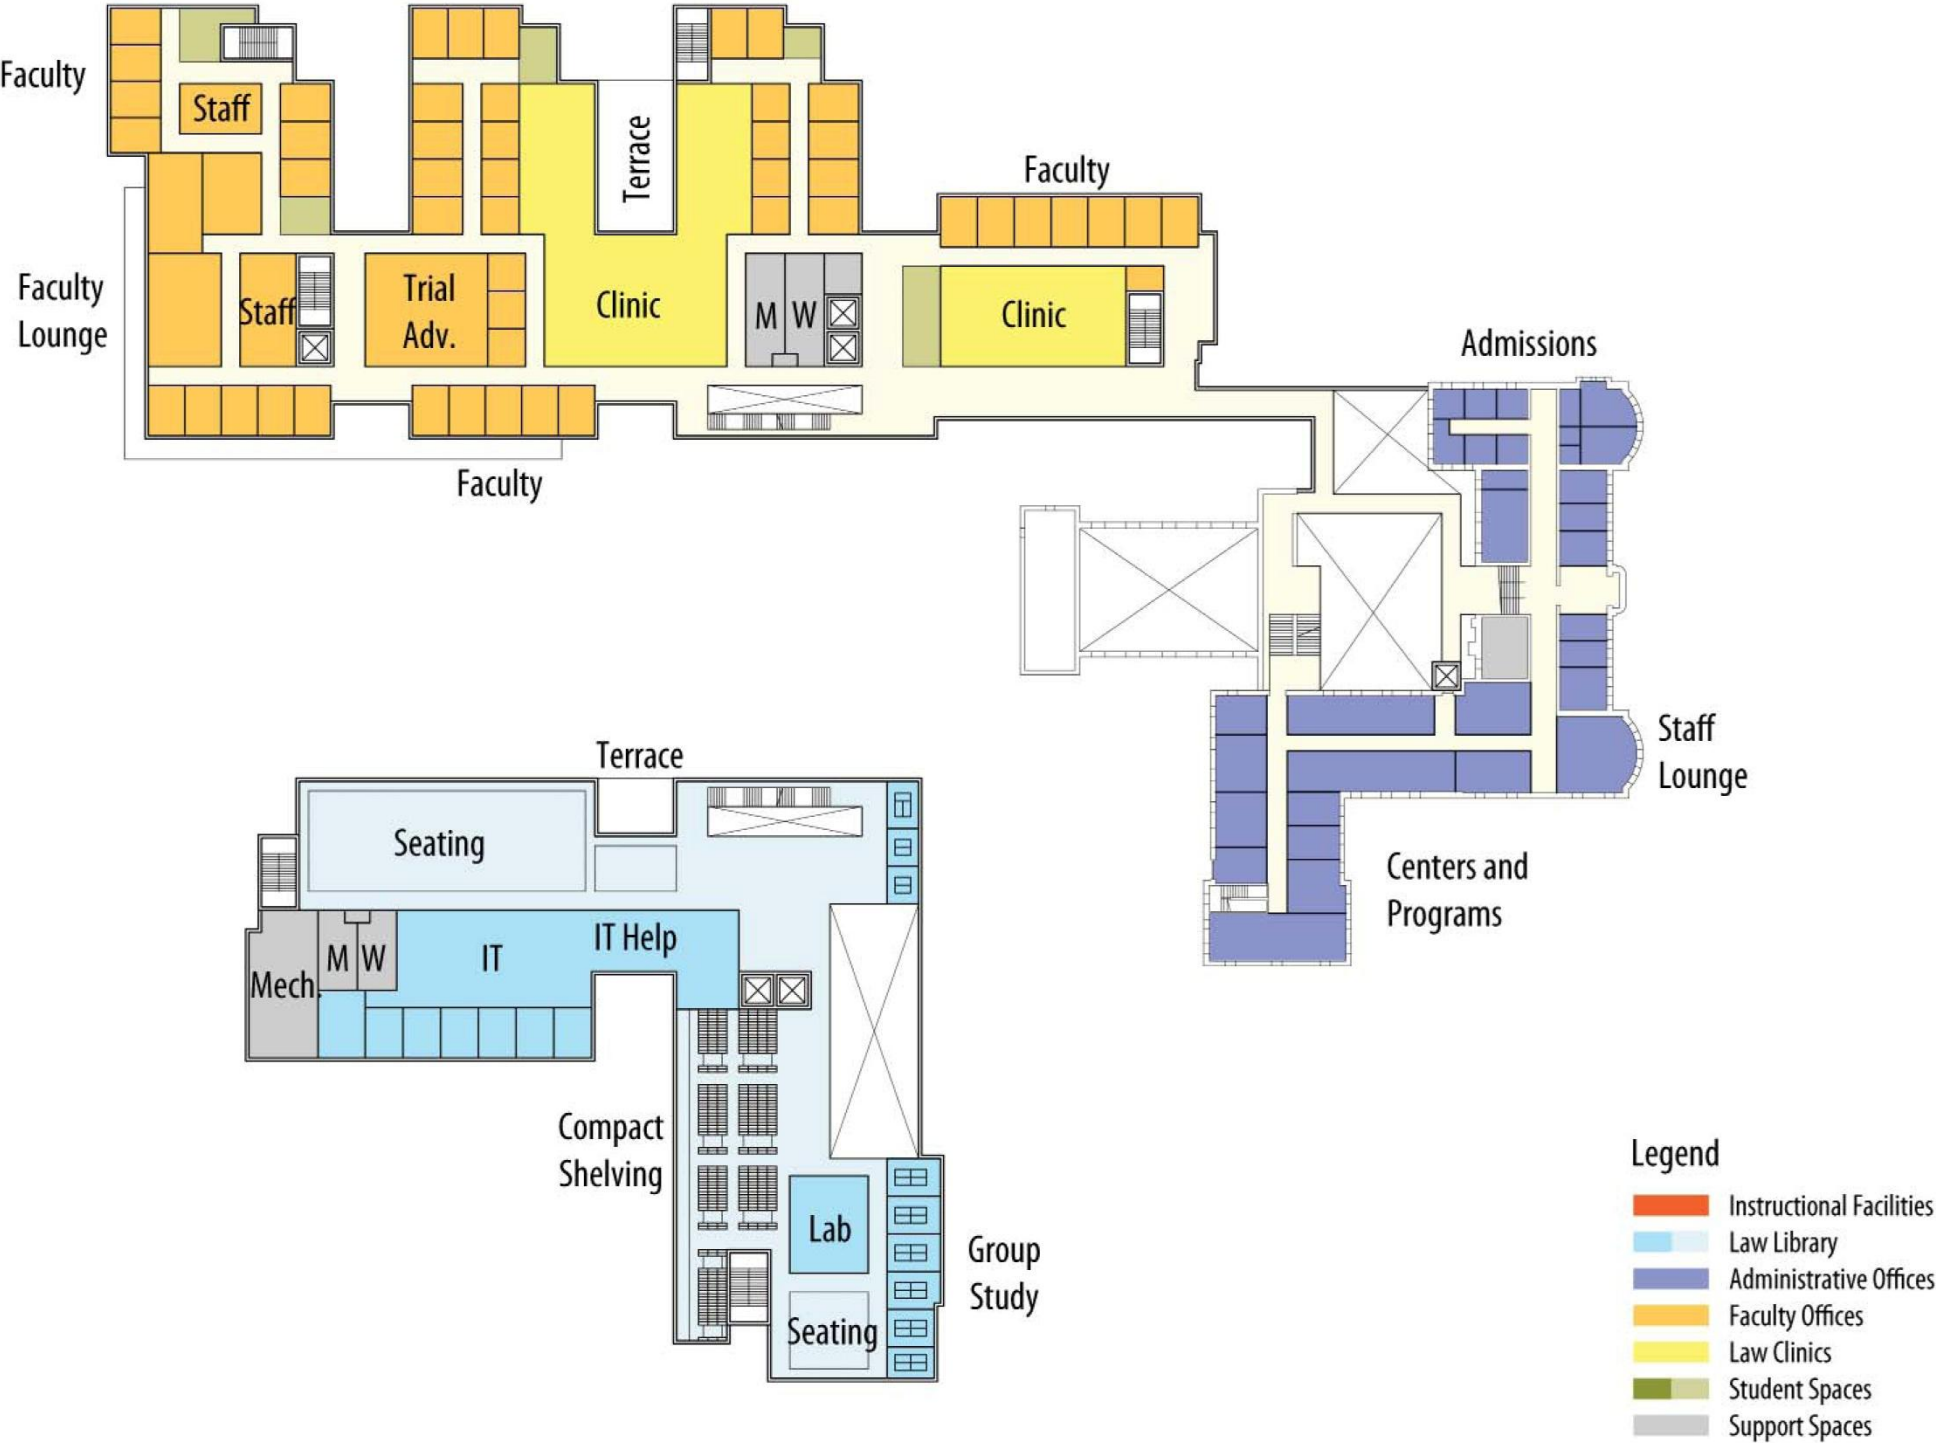 Faculty
Staff
Terrace
Faculty
Faculty
Lounge
Staff
Trial
Adv.
Clinic
M
W
Clinic
Admissions
Faculty
Staff
Lounge
Centers and
Programs
Terrace
Seating
IT Help
M
W
IT
Mech.
Compact
Shelving
Lab
Group
Study
Seating
Legend
Instructional Facilities
Law Library
Administrative Offices
Faculty Offices
Law Clinics
Student Spaces
Support Spaces